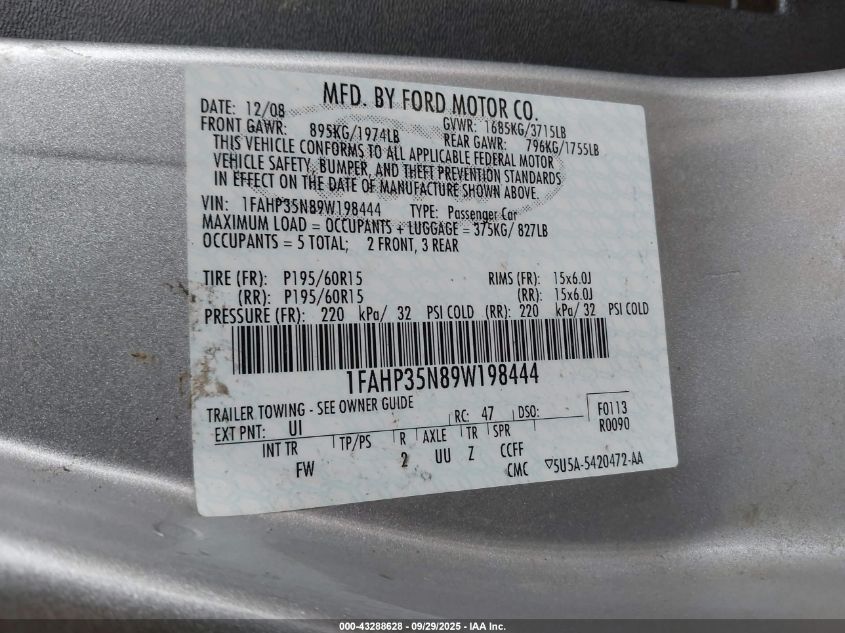 MFD. BY FORD MOTOR CO.
DATE: 12/08 GVWR: 1685KG/3715LB
FRONT GAWR: 895KG/1974LB REAR GAWR: 796KG/1755LB
THIS VEHICLE CONFORMS TO ALL APPLICABLE FEDERAL MOTOR
VEHICLE SAFETY, BUMPER, AND THEFT PREVENTION STANDARDS
IN EFFECT ON THE DATE OF MANUFACTURE SHOWN ABOVE.
VIN: 1FAHP35N89W198444 TYPE: Passenger Car
MAXIMUM LOAD = OCCUPANTS + LUGGAGE = 375KG/ 827LB
OCCUPANTS = 5 TOTAL; 2 FRONT, 3 REAR
TIRE (FR): P195/60R15 RIMS (FR): 15x6.0J
(RR): P195/60R15 (RR): 15x6.0J
PRESSURE (FR): 220 kPa/ 32 PSI COLD (RR): 220 kPa/ 32 PSI COLD
1FAHP35N89W198444
TRAILER TOWING - SEE OWNER GUIDE
EXT PNT: UI RC: 47 DSO: F0113
R0090
INT TR TP/PS R AXLE TR SPR
FW 2 UU Z CCFF
CMC ▽5U5A-5420472-AA
000-43288628 - 09/29/2025 - IAA Inc.